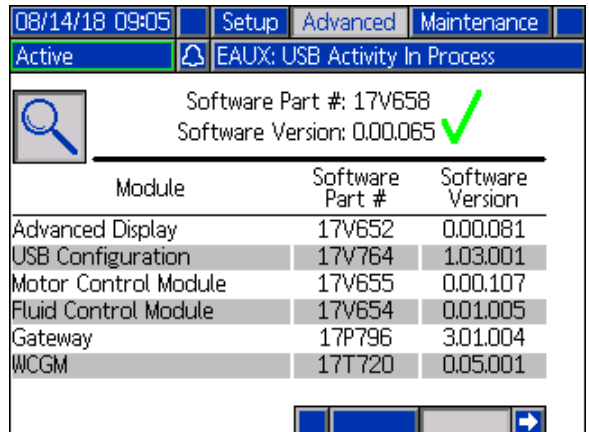 08/14/18 09:05 Setup Advanced Maintenance
Active EAUX: USB Activity In Process
Software Part #: 17V658
Software Version: 0.00.065
Module Software Part # Software Version
Advanced Display 17V652 0.00.081
USB Configuration 17V764 1.03.001
Motor Control Module 17V655 0.00.107
Fluid Control Module 17V654 0.01.005
Gateway 17P796 3.01.004
WCGM 17T720 0.05.001